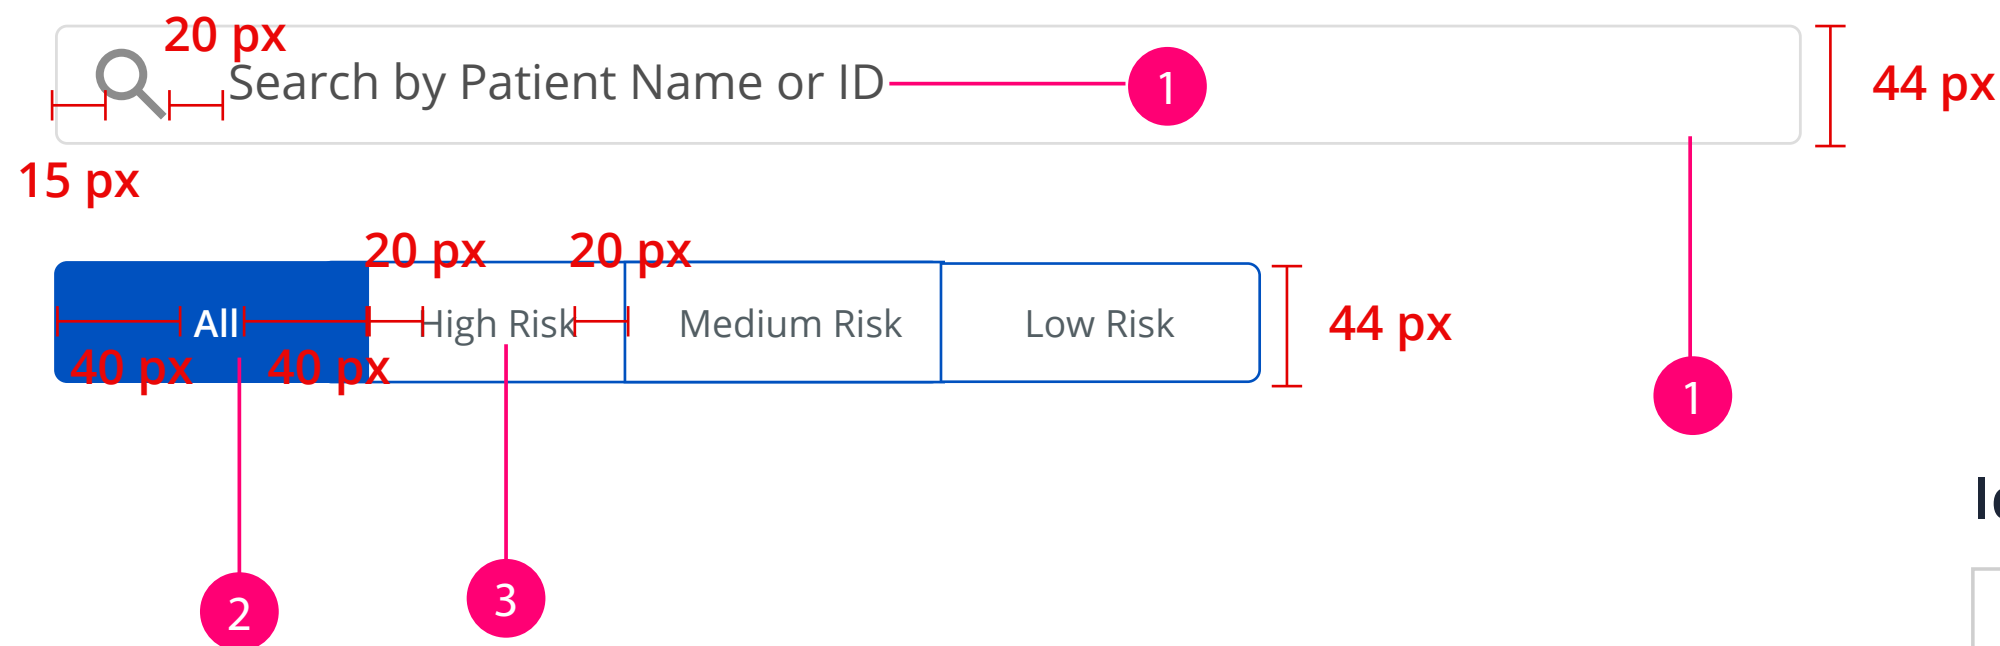 20 px
Search by Patient Name or ID
1
44 px
15 px
20 px 20 px
All High Risk Medium Risk Low Risk
44 px
40 px 40 px
1
2
3